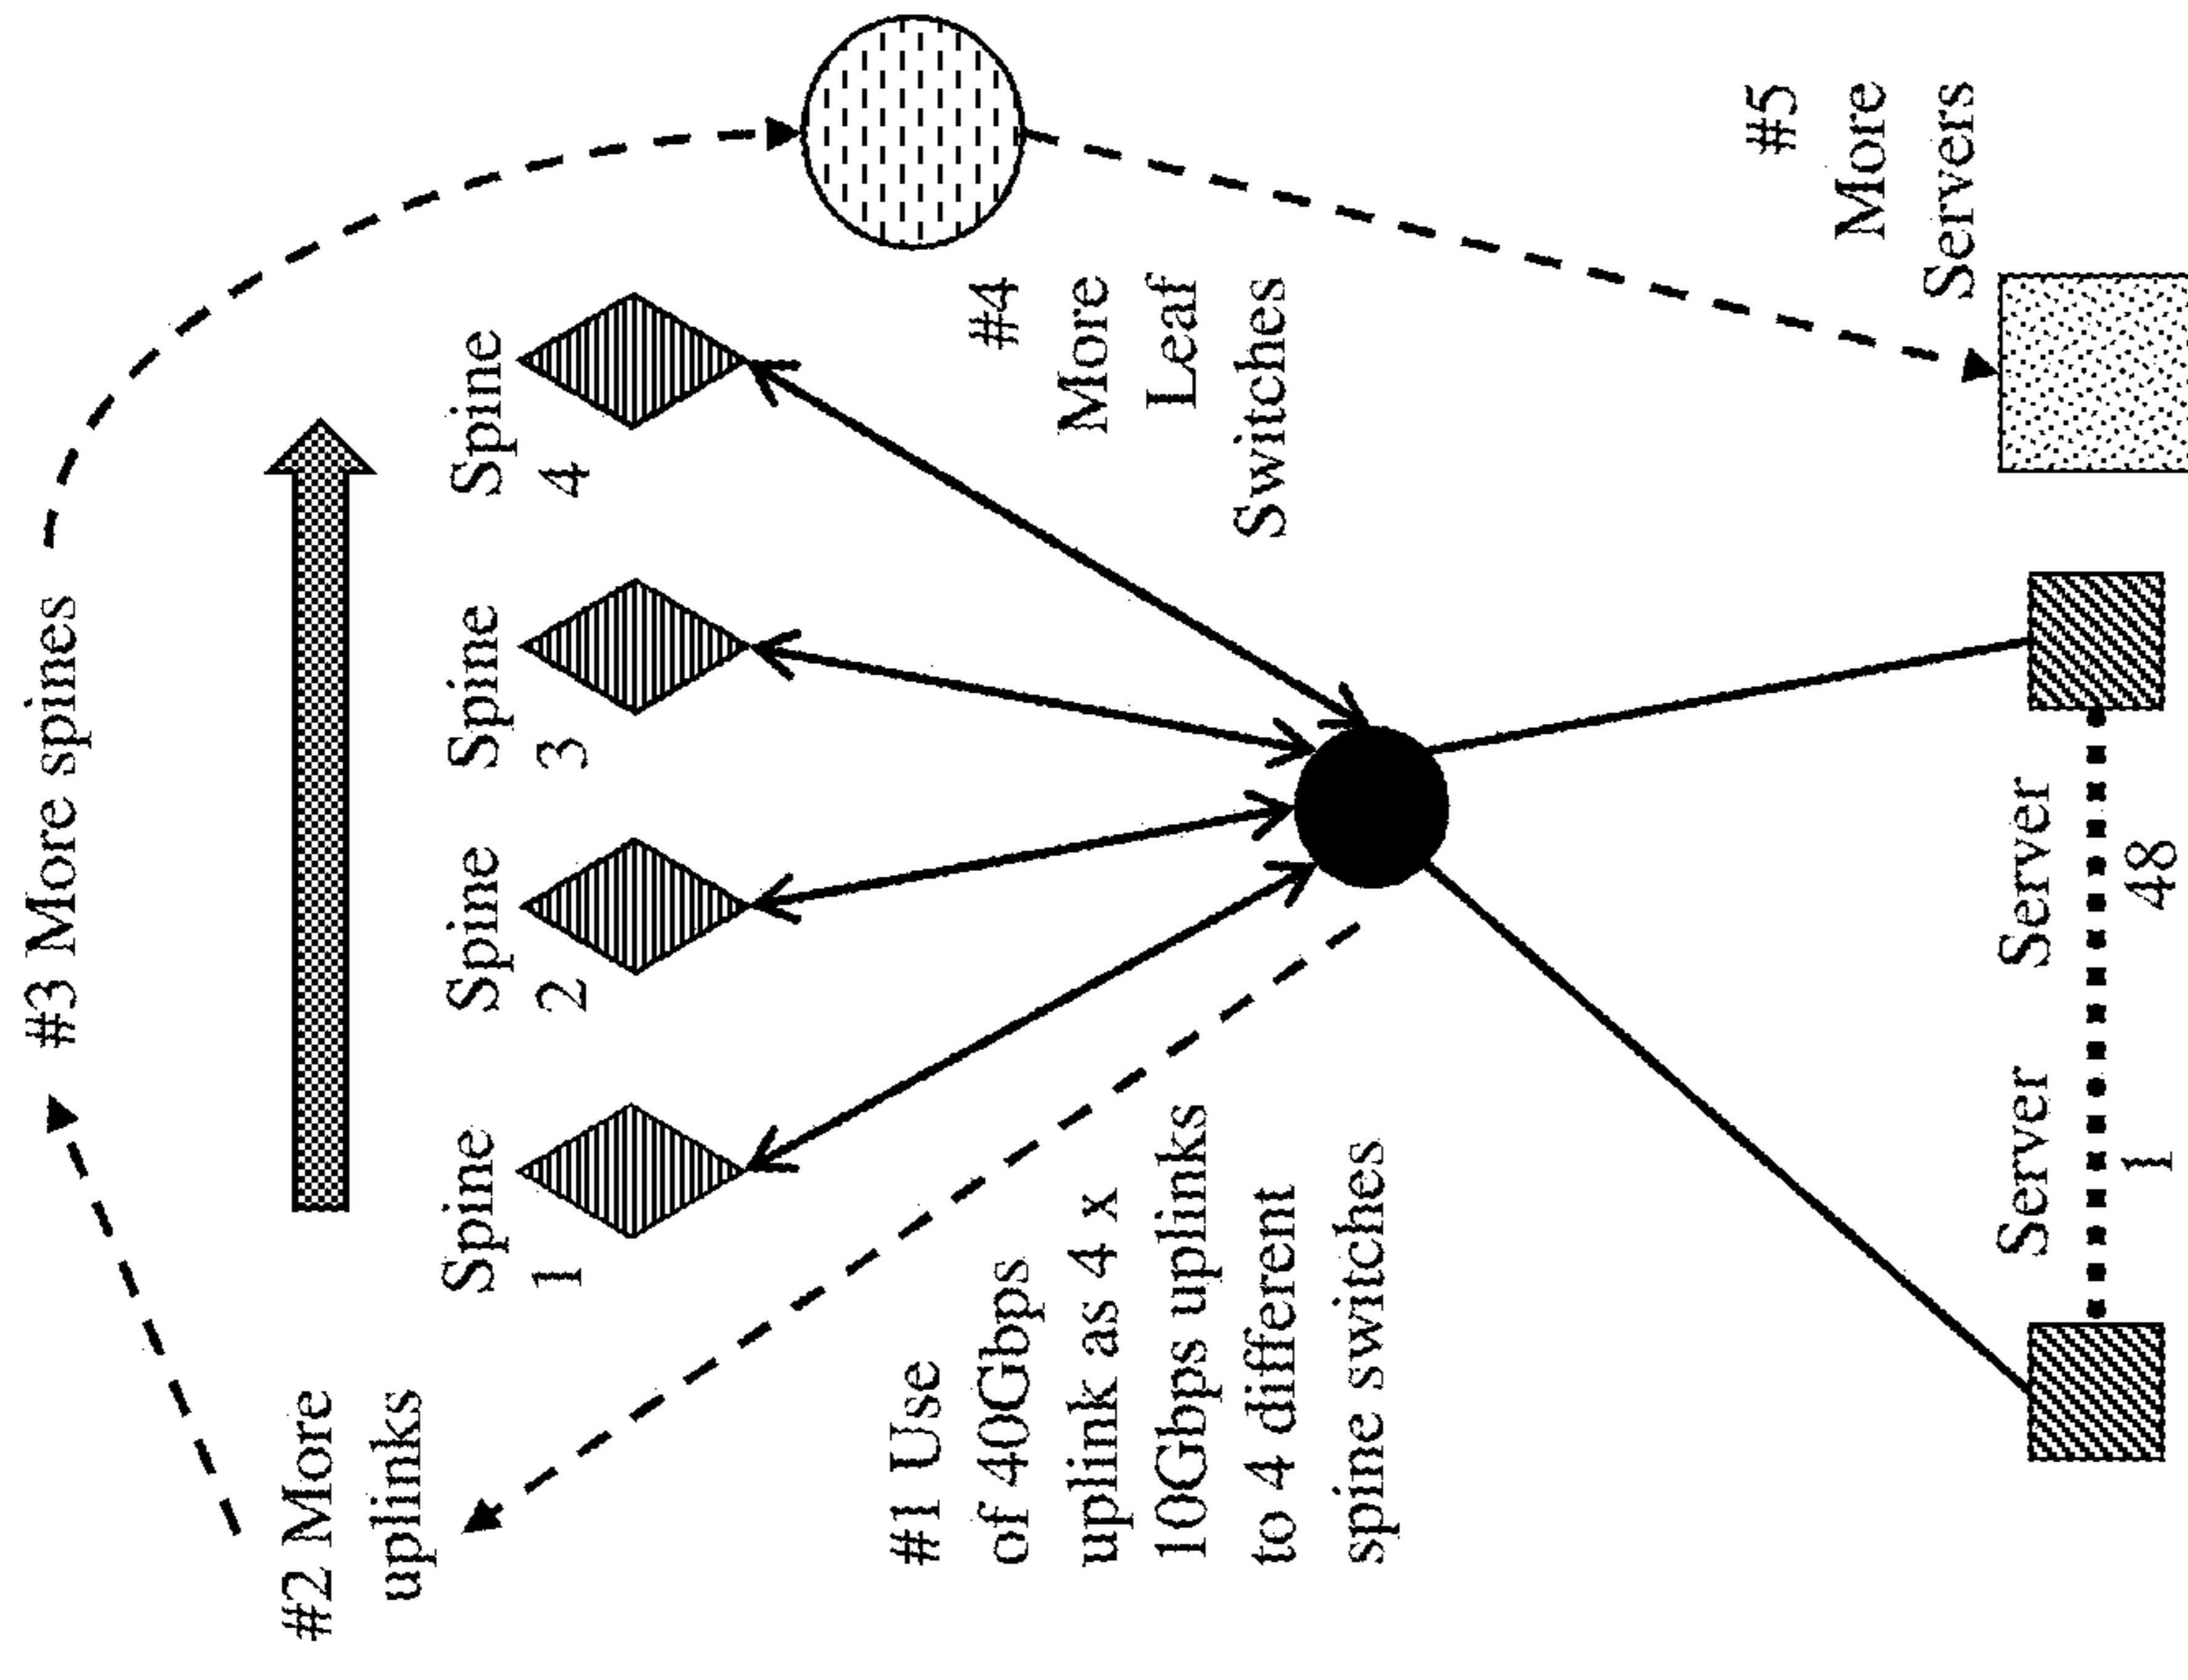 #3 More spines
#2 More
uplinks
Spine
1
Spine
2
Spine
3
Spine
4
#1 Use
of 40Gbps
uplink as 4 x
10Gbps uplinks
to 4 different
spine switches
#4
More
Leaf
Switches
#5
More
Servers
Server
1
Server
48